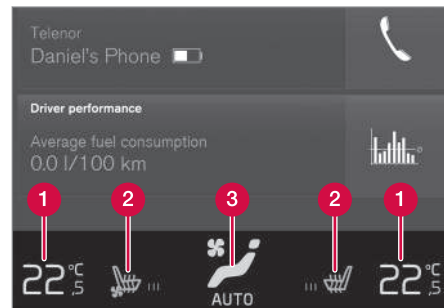 Telenor
Daniel's Phone
Driver performance
Average fuel consumption
0.0 l/100 km
1 2 3 2 1
22°C,5 22°C,5
AUTO